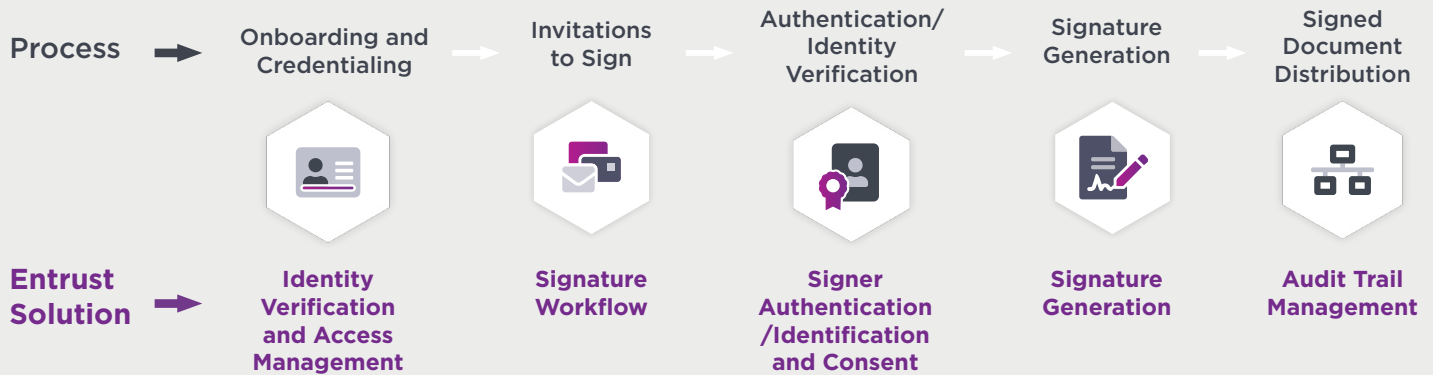 Process
Onboarding and
Credentialing
Invitations
to Sign
Authentication/
Identity
Verification
Signature
Generation
Signed
Document
Distribution
Entrust
Solution
Identity
Verification
and Access
Management
Signature
Workflow
Signer
Authentication
/Identification
and Consent
Signature
Generation
Audit Trail
Management